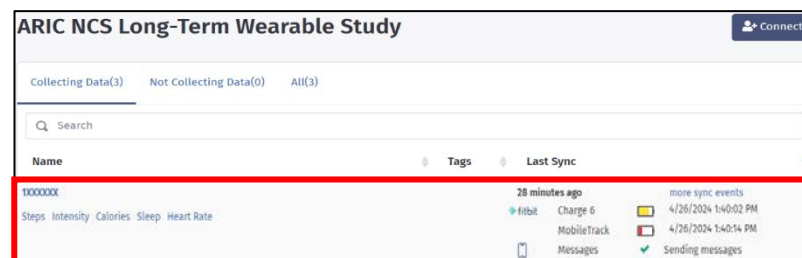 ARIC NCS Long-Term Wearable Study
Connect
Collecting Data(3) Not Collecting Data(0) All(3)
Search
Name Tags Last Sync
1XXXXXX 28 minutes ago more sync events
Steps Intensity Calories Sleep Heart Rate fitbit Charge 6 4/26/2024 1:40:02 PM
MobileTrack 4/26/2024 1:40:14 PM
Messages Sending messages